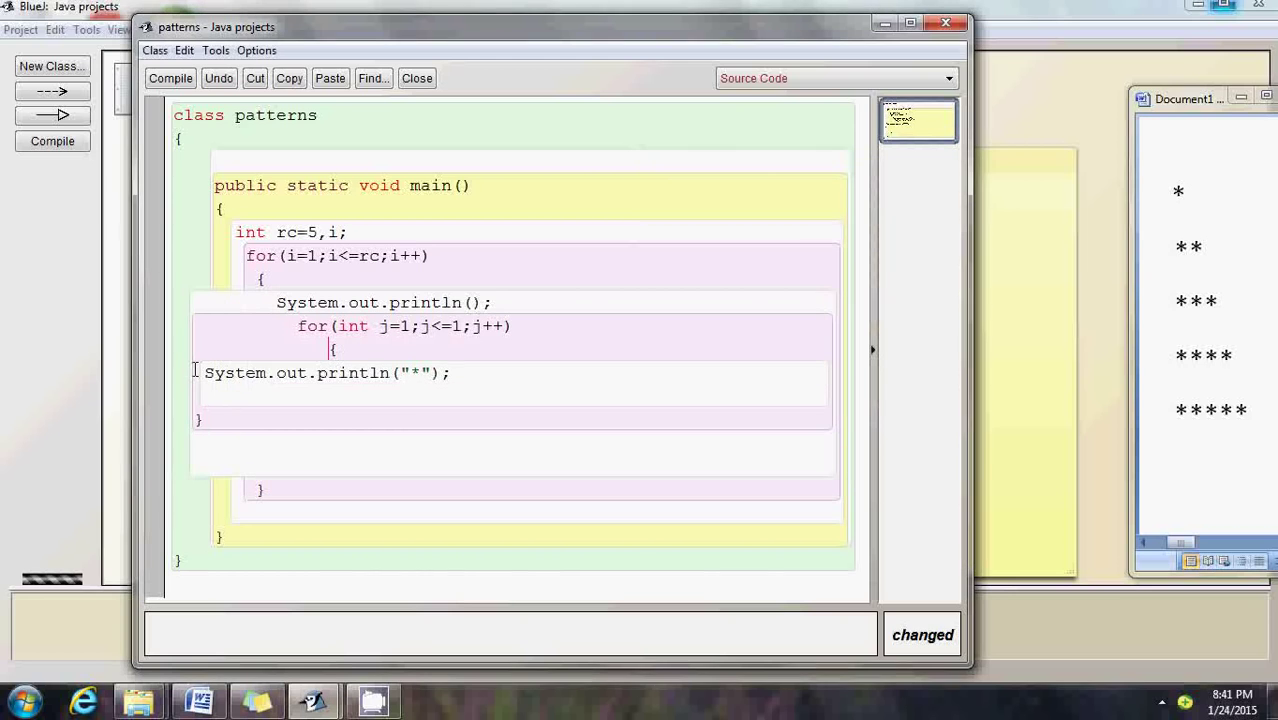 BlueJ: Java projects
Project Edit Tools View
New Class...
Compile
patterns - Java projects
Class Edit Tools Options
Compile Undo Cut Copy Paste Find... Close
Source Code
class patterns
{
public static void main()
{
int rc=5,i;
for(i=1;i<=rc;i++)
{
System.out.println();
for(int j=1;j<=1;j++)
{
System.out.println("*");
}
}
}
}
changed
Document1 ...
*
**
***
****
*****
8:41 PM
1/24/2015